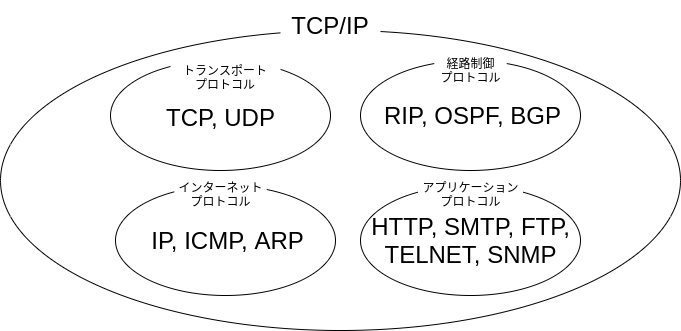 TCP/IP
トランスポート
プロトコル
TCP, UDP
経路制御
プロトコル
RIP, OSPF, BGP
インターネット
プロトコル
IP, ICMP, ARP
アプリケーション
プロトコル
HTTP, SMTP, FTP,
TELNET, SNMP